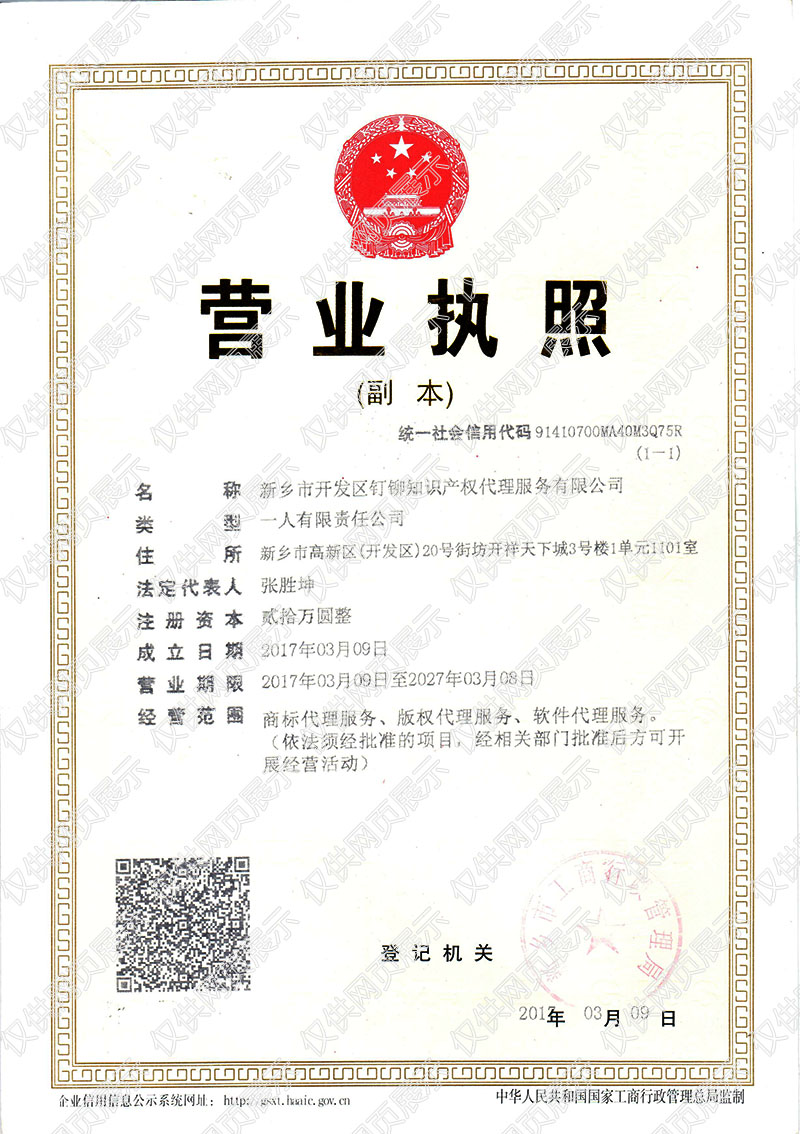 营业执照
(副 本)
统一社会信用代码 91410700MA40M3Q75R
(1-1)
名称 新乡市开发区钉铆知识产权代理服务有限公司
类型 一人有限责任公司
住所 新乡市高新区(开发区)20号街坊开祥天下城3号楼1单元1101室
法定代表人 张胜坤
注册资本 贰拾万圆整
成立日期 2017年03月09日
营业期限 2017年03月09日至2027年03月08日
经营范围 商标代理服务、版权代理服务、软件代理服务。
(依法须经批准的项目,经相关部门批准后方可开
展经营活动)
新乡市工商行政管理局
登记机关
2017年 03月09日
企业信用信息公示系统网址: http://gsxt.haaic.gov.cn
中华人民共和国国家工商行政管理总局监制
仅供网页展示